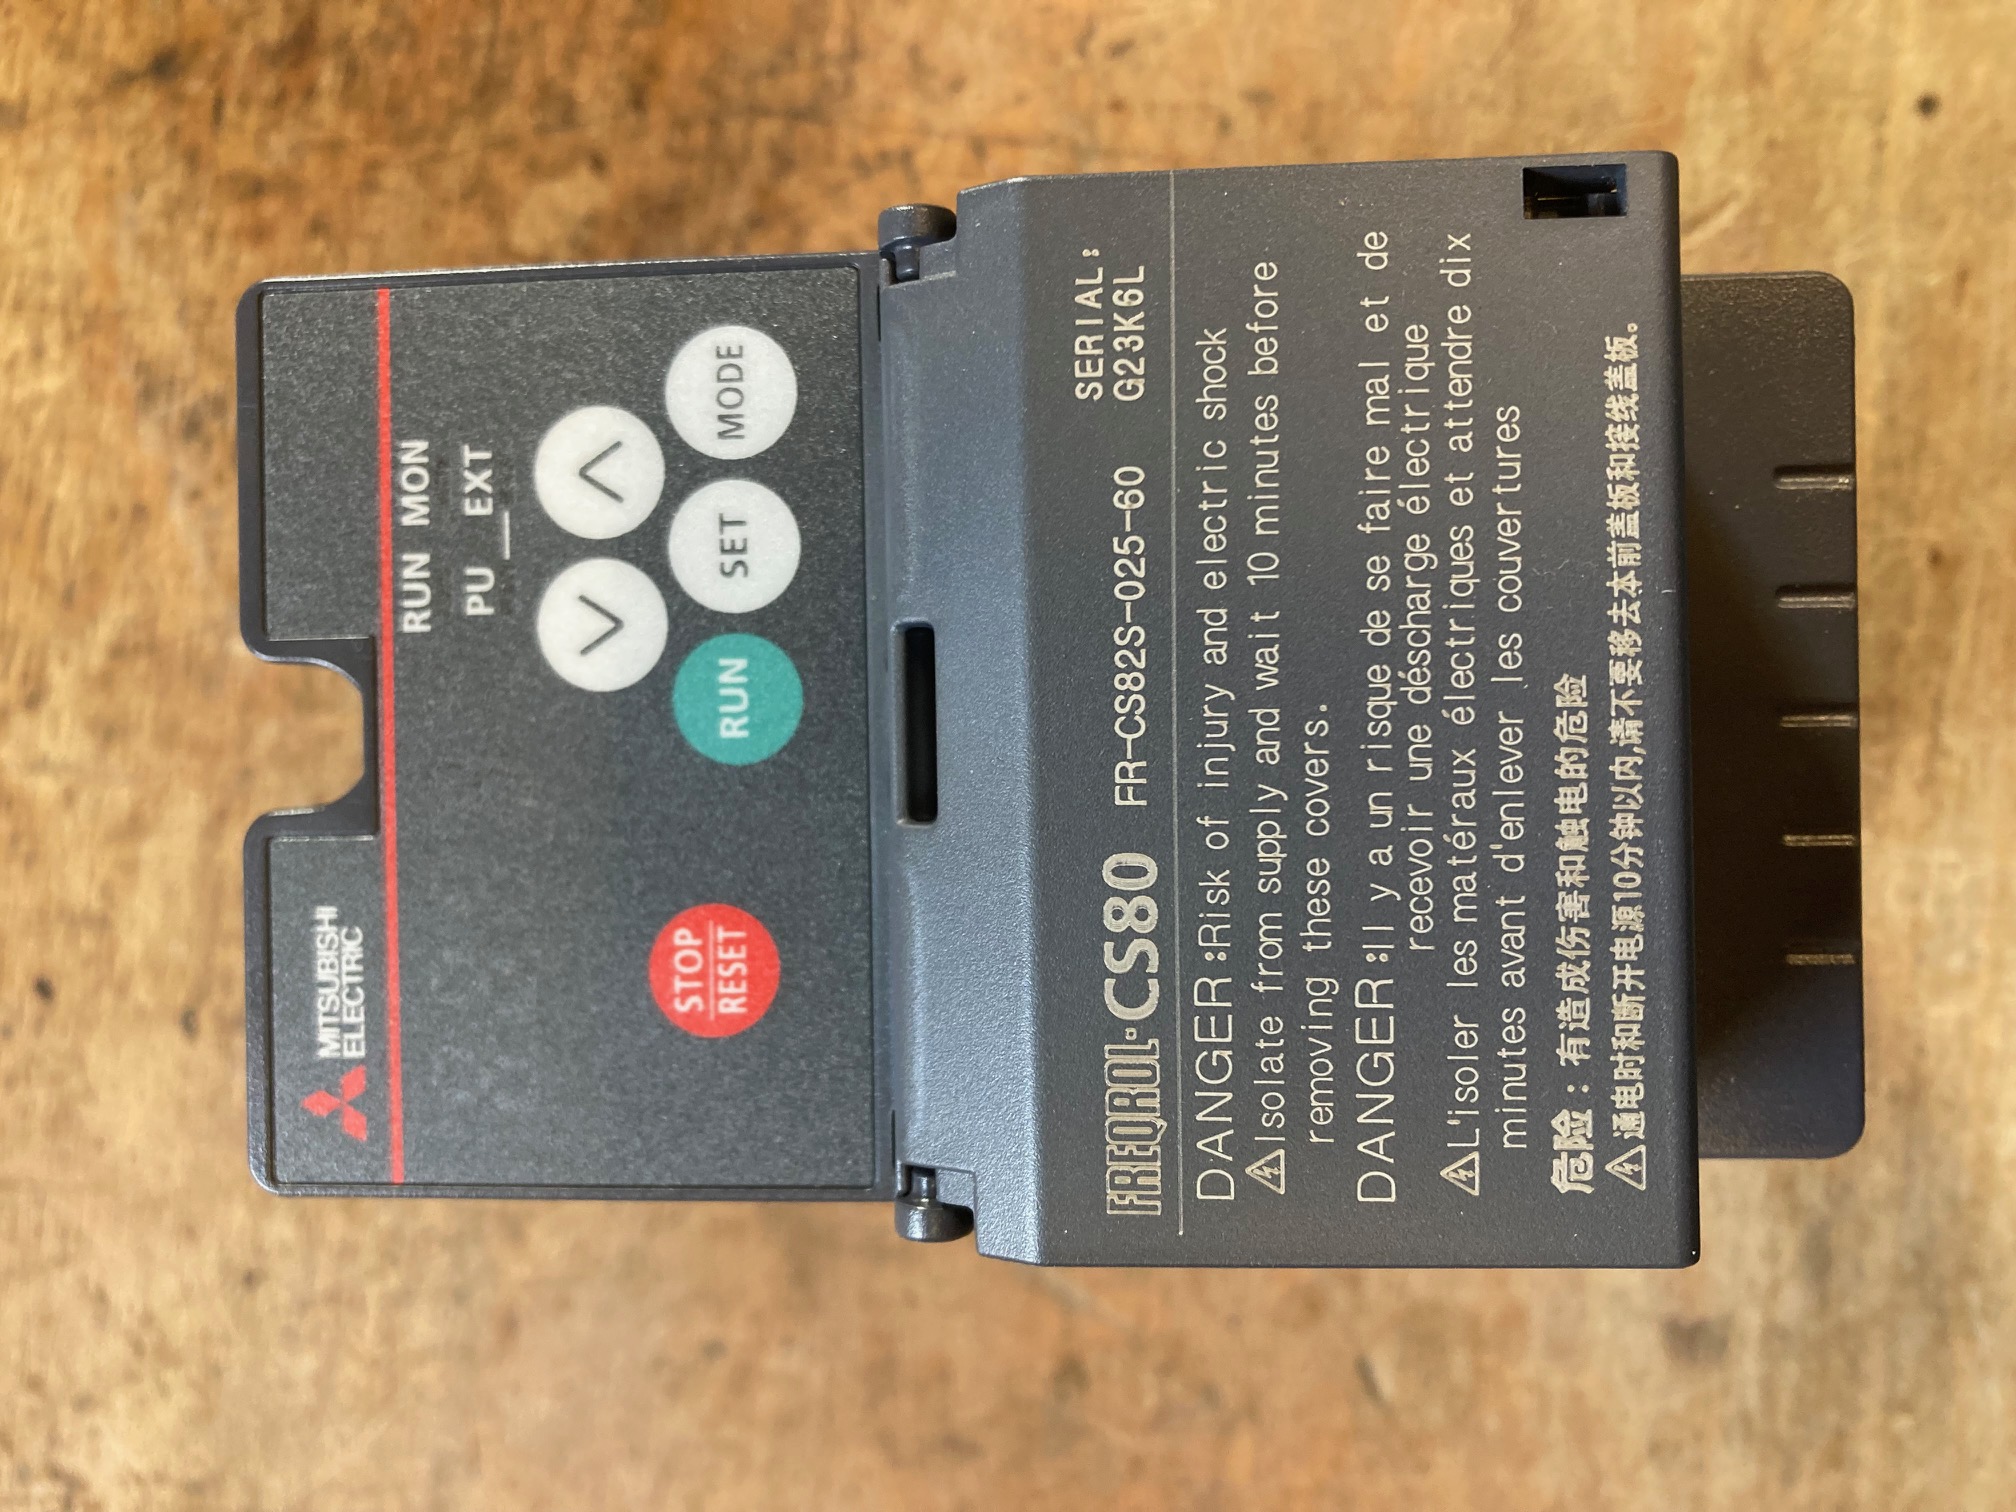 MITSUBISHI
ELECTRIC
RUN MON
PU EXT
STOP
RESET
RUN
SET
MODE
FREQROL-CS80 FR-CS82S-025-60
SERIAL:
G23K6L
DANGER:Risk of injury and electric shock
Isolate from supply and wait 10 minutes before
removing these covers.
DANGER:Il y a un risque de se faire mal et de
recevoir une déscharge électrique
L'isoler les matéraux électriques et attendre dix
minutes avant d'enlever les couvertures
危险：有造成伤害和触电的危险
通电时和断开电源10分钟以内,请不要移去本前盖板和接线盖板。